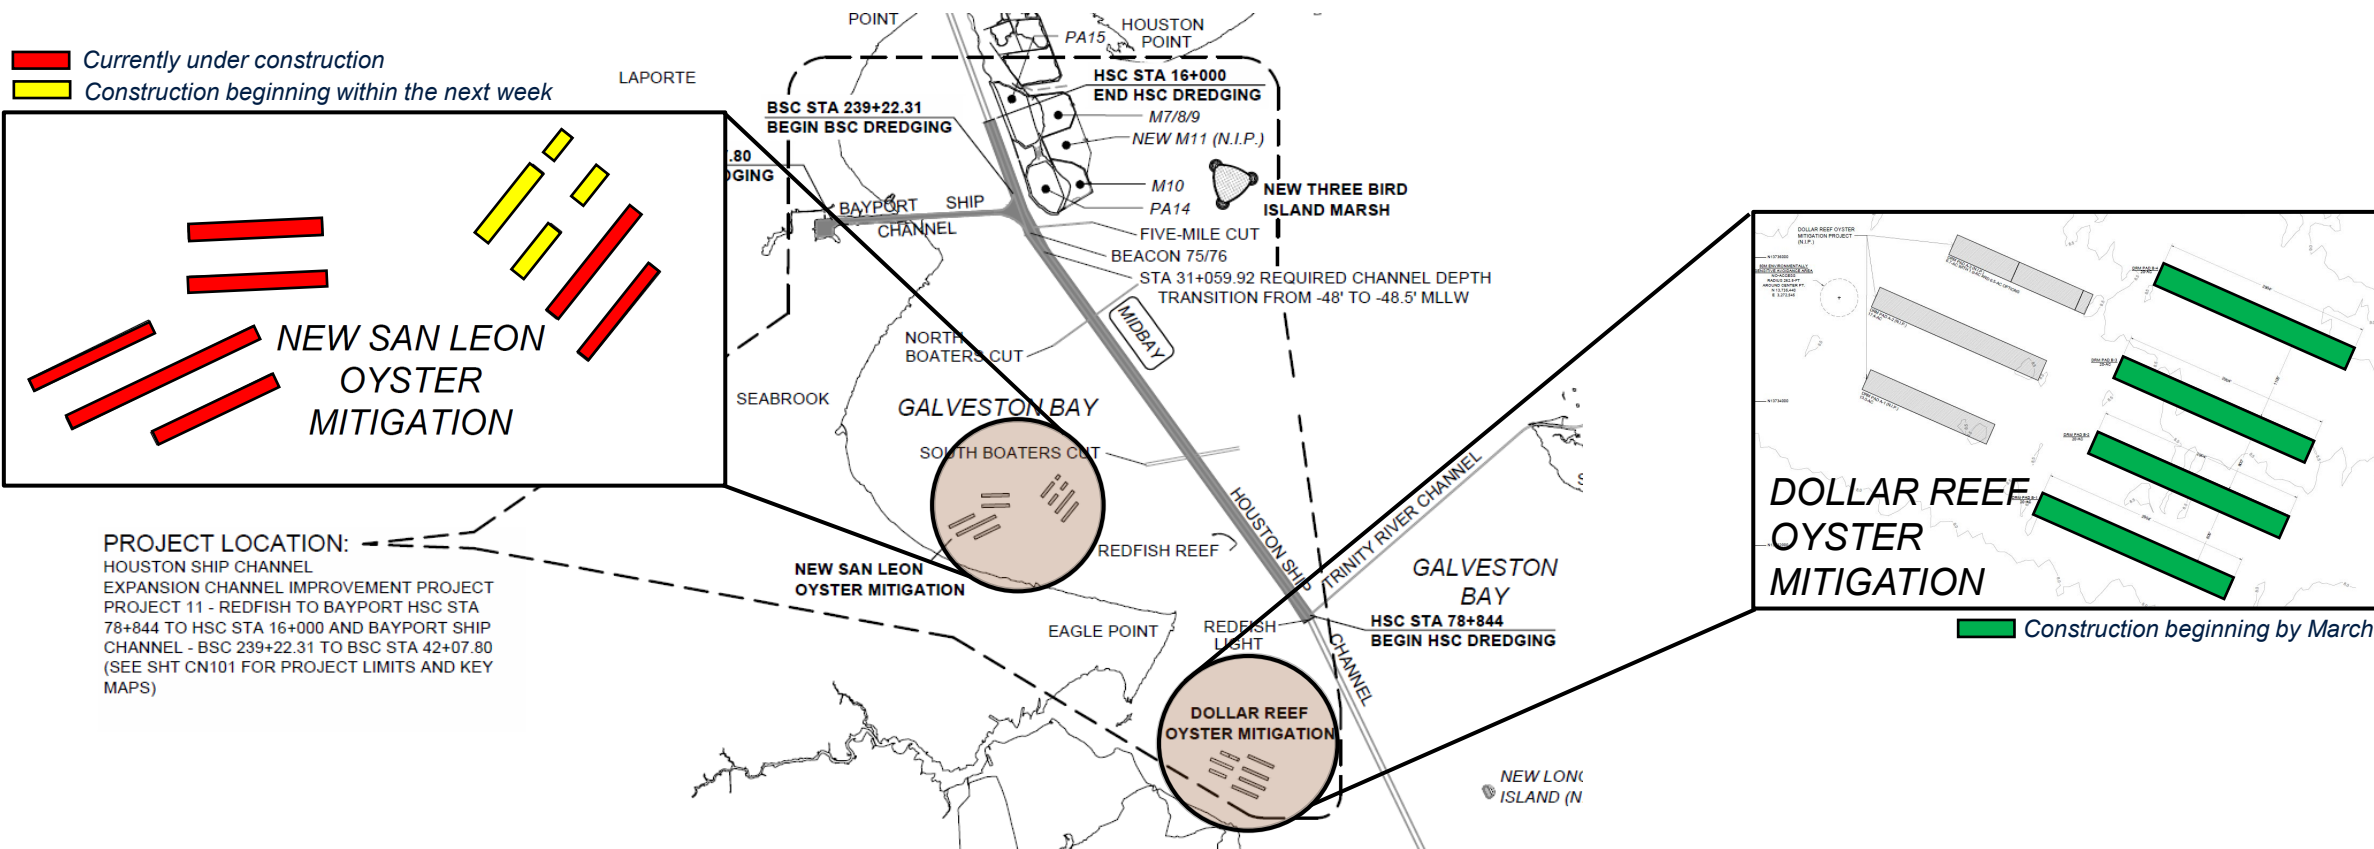 Currently under construction
Construction beginning within the next week
NEW SAN LEON
OYSTER
MITIGATION
PROJECT LOCATION:
HOUSTON SHIP CHANNEL
EXPANSION CHANNEL IMPROVEMENT PROJECT
PROJECT 11 - REDFISH TO BAYPORT HSC STA
78+844 TO HSC STA 16+000 AND BAYPORT SHIP
CHANNEL - BSC 239+22.31 TO BSC STA 42+07.80
(SEE SHT CN101 FOR PROJECT LIMITS AND KEY
MAPS)
POINT
LAPORTE
PA15
HOUSTON
POINT
HSC STA 16+000
END HSC DREDGING
BSC STA 239+22.31
BEGIN BSC DREDGING
M7/8/9
NEW M11 (N.I.P.)
.80
DGING
M10
PA14
NEW THREE BIRD
ISLAND MARSH
BAYPORT SHIP
CHANNEL
FIVE-MILE CUT
BEACON 75/76
STA 31+059.92 REQUIRED CHANNEL DEPTH
TRANSITION FROM -48' TO -48.5' MLLW
MIDBAY
NORTH
BOATERS CUT
SEABROOK
GALVESTON BAY
SOUTH BOATERS CUT
HOUSTON SHIP
CHANNEL
TRINITY RIVER CHANNEL
REDFISH REEF
NEW SAN LEON
OYSTER MITIGATION
GALVESTON
BAY
HSC STA 78+844
BEGIN HSC DREDGING
EAGLE POINT
REDFISH
LIGHT
DOLLAR REEF
OYSTER MITIGATION
NEW LONG
ISLAND (N
DOLLAR REEF OYSTER
MITIGATION PROJECT
(N.I.P.)
DOLLAR REEF
OYSTER
MITIGATION
Construction beginning by March